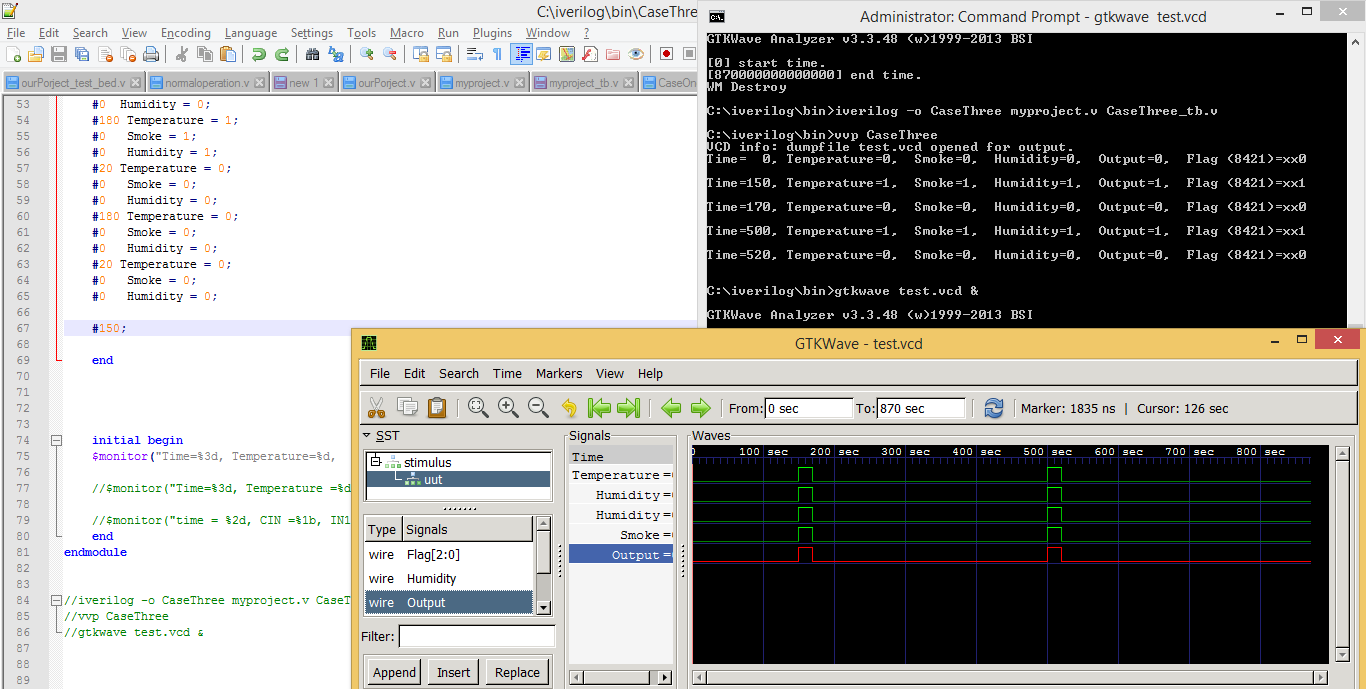 C:\iverilog\bin\CaseThre
File Edit Search View Encoding Language Settings Tools Macro Run Plugins Window ?
ourPorject_test_bed.v normaloperation.v new 1 ourPorject.v myproject.v myproject_tb.v CaseOn
53 #0 Humidity = 0;
54 #180 Temperature = 1;
55 #0 Smoke = 1;
56 #0 Humidity = 1;
57 #20 Temperature = 0;
58 #0 Smoke = 0;
59 #0 Humidity = 0;
60 #180 Temperature = 0;
61 #0 Smoke = 0;
62 #0 Humidity = 0;
63 #20 Temperature = 0;
64 #0 Smoke = 0;
65 #0 Humidity = 0;
66
67 #150;
68
69 end
70
71
72
73
74 initial begin
75 $monitor("Time=%3d, Temperature=%d,
76
77 //$monitor("Time=%3d, Temperature =%d
78
79 //$monitor("time = %2d, CIN =%1b, IN1
80 end
81 endmodule
82
83
84 //iverilog -o CaseThree myproject.v CaseT
85 //vvp CaseThree
86 //gtkwave test.vcd &
87
88
89
Administrator: Command Prompt - gtkwave test.vcd
GTKWave Analyzer v3.3.48 (w)1999-2013 BSI
[0] start time.
[870000000000000] end time.
WM Destroy
C:\iverilog\bin>iverilog -o CaseThree myproject.v CaseThree_tb.v
C:\iverilog\bin>vvp CaseThree
VCD info: dumpfile test.vcd opened for output.
Time= 0, Temperature=0, Smoke=0, Humidity=0, Output=0, Flag (8421)=xx0
Time=150, Temperature=1, Smoke=1, Humidity=1, Output=1, Flag (8421)=xx1
Time=170, Temperature=0, Smoke=0, Humidity=0, Output=0, Flag (8421)=xx0
Time=500, Temperature=1, Smoke=1, Humidity=1, Output=1, Flag (8421)=xx1
Time=520, Temperature=0, Smoke=0, Humidity=0, Output=0, Flag (8421)=xx0
C:\iverilog\bin>gtkwave test.vcd &
GTKWave Analyzer v3.3.48 (w)1999-2013 BSI
GTKWave - test.vcd
File Edit Search Time Markers View Help
From: 0 sec To: 870 sec Marker: 1835 ns | Cursor: 126 sec
SST
stimulus
uut
Type Signals
wire Flag[2:0]
wire Humidity
wire Output
Filter:
Append Insert Replace
Signals
Time
Temperature =
Humidity =
Humidity =
Smoke =
Output =
Waves
0 100 sec 200 sec 300 sec 400 sec 500 sec 600 sec 700 sec 800 sec